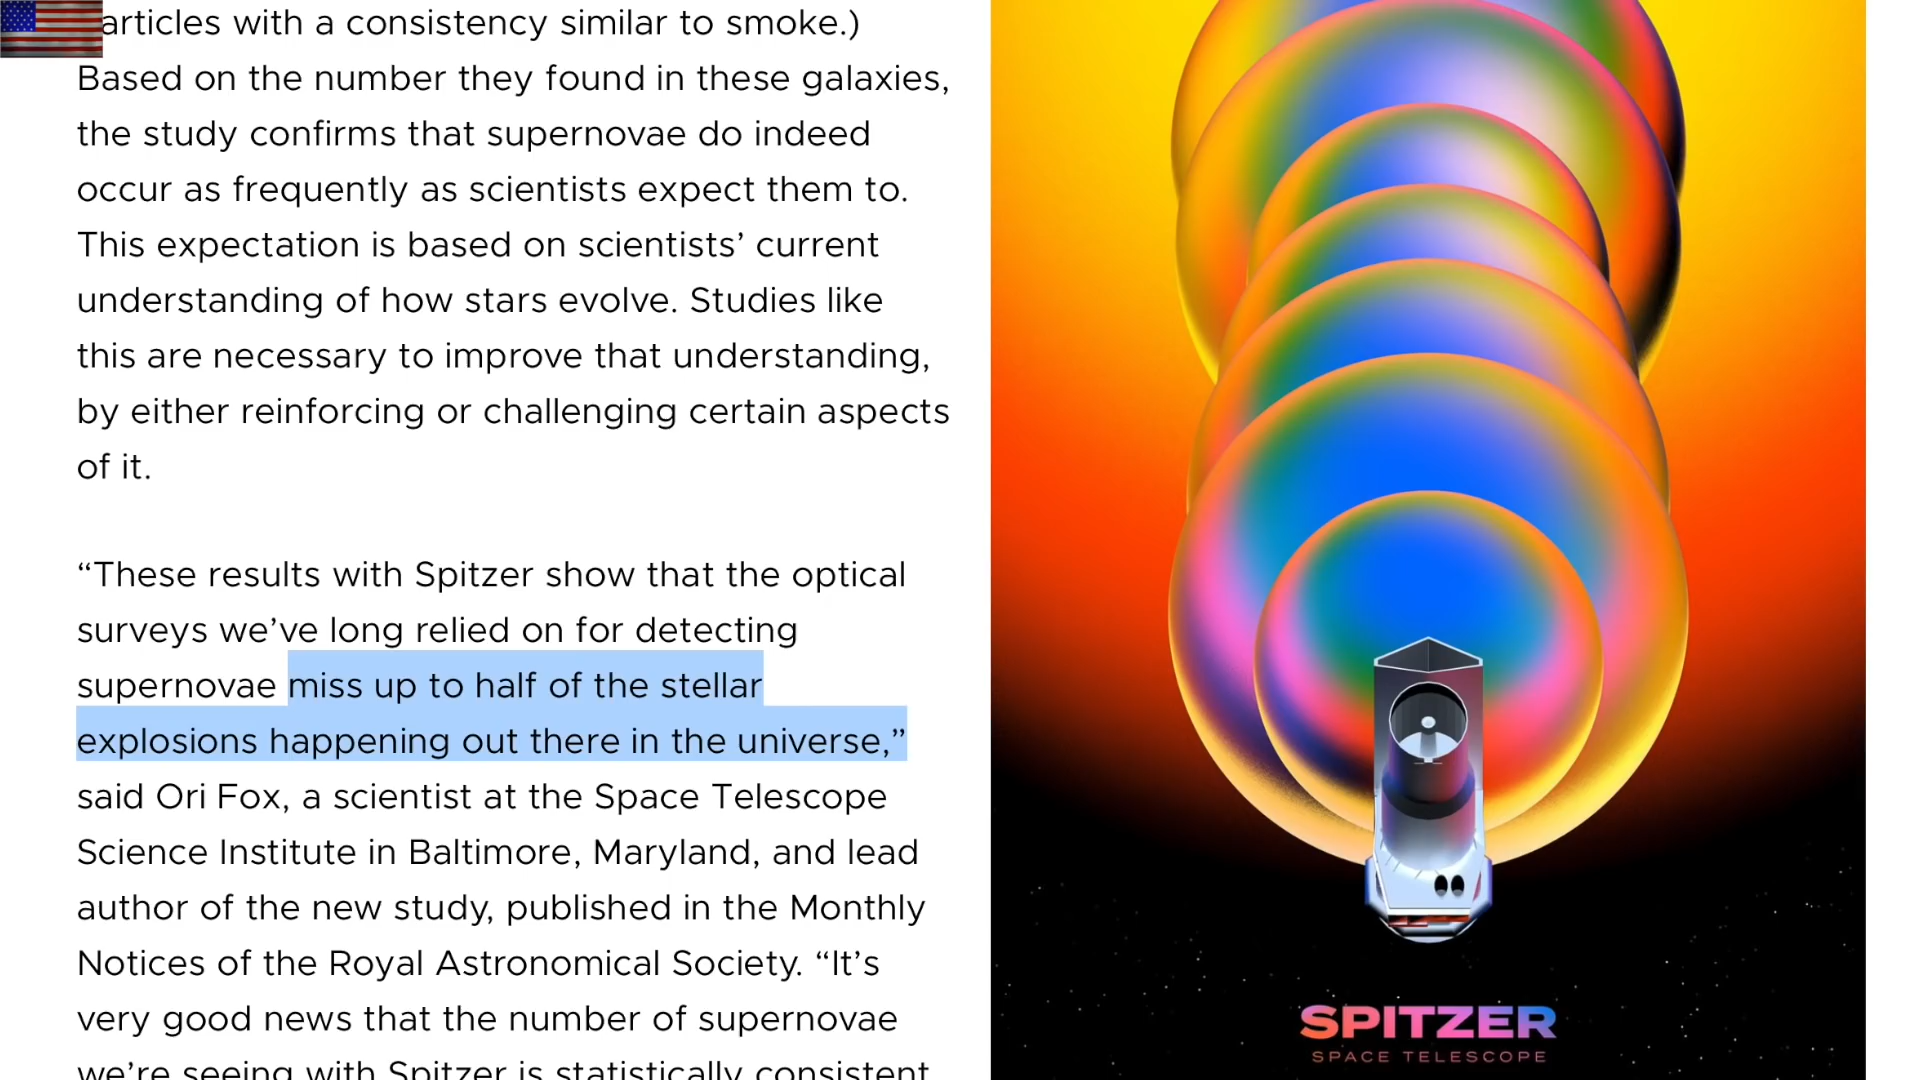 articles with a consistency similar to smoke.)
Based on the number they found in these galaxies,
the study confirms that supernovae do indeed
occur as frequently as scientists expect them to.
This expectation is based on scientists’ current
understanding of how stars evolve. Studies like
this are necessary to improve that understanding,
by either reinforcing or challenging certain aspects
of it.
“These results with Spitzer show that the optical
surveys we’ve long relied on for detecting
supernovae miss up to half of the stellar
explosions happening out there in the universe,”
said Ori Fox, a scientist at the Space Telescope
Science Institute in Baltimore, Maryland, and lead
author of the new study, published in the Monthly
Notices of the Royal Astronomical Society. “It’s
very good news that the number of supernovae
we’re seeing with Spitzer is statistically consistent
SPITZER
SPACE TELESCOPE